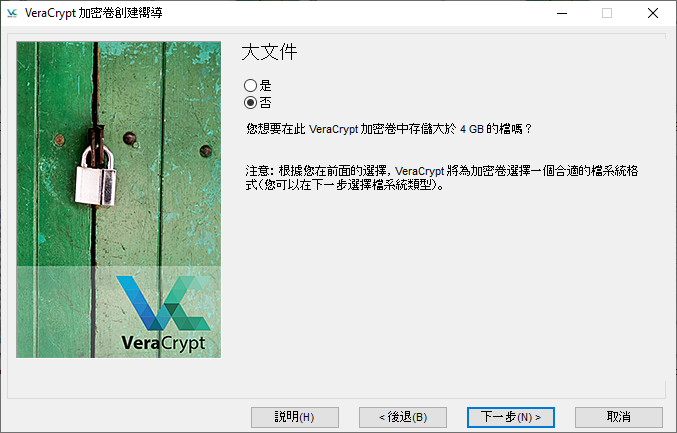 VeraCrypt 加密卷創建嚮導
大文件
是
否
您想要在此 VeraCrypt 加密卷中存儲大於 4 GB 的檔嗎？
注意: 根據您在前面的選擇, VeraCrypt 將為加密卷選擇一個合適的檔系統格
式(您可以在下一步選擇檔系統類型)。
VeraCrypt
説明(H)
< 後退(B)
下一步(N) >
取消